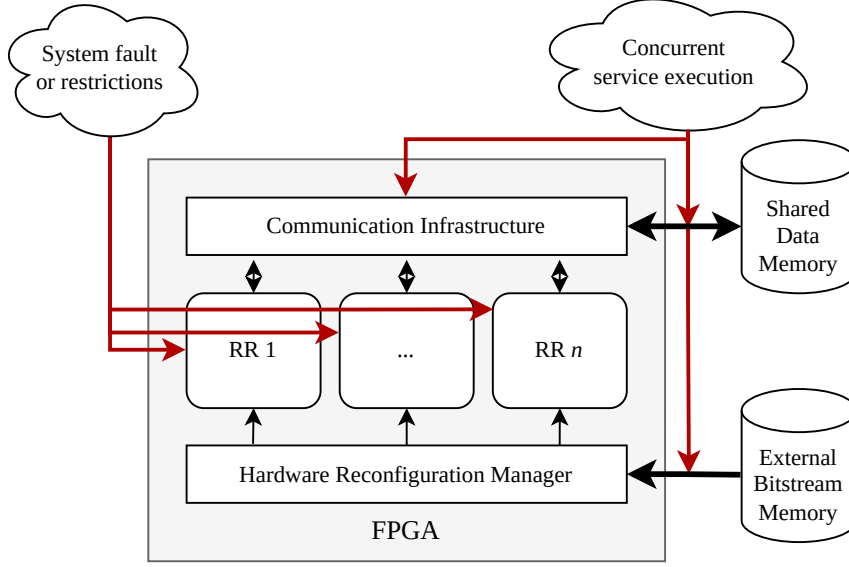 System fault
or restrictions
Concurrent
service execution
Communication Infrastructure
Shared
Data
Memory
RR 1
...
RR n
Hardware Reconfiguration Manager
External
Bitstream
Memory
FPGA